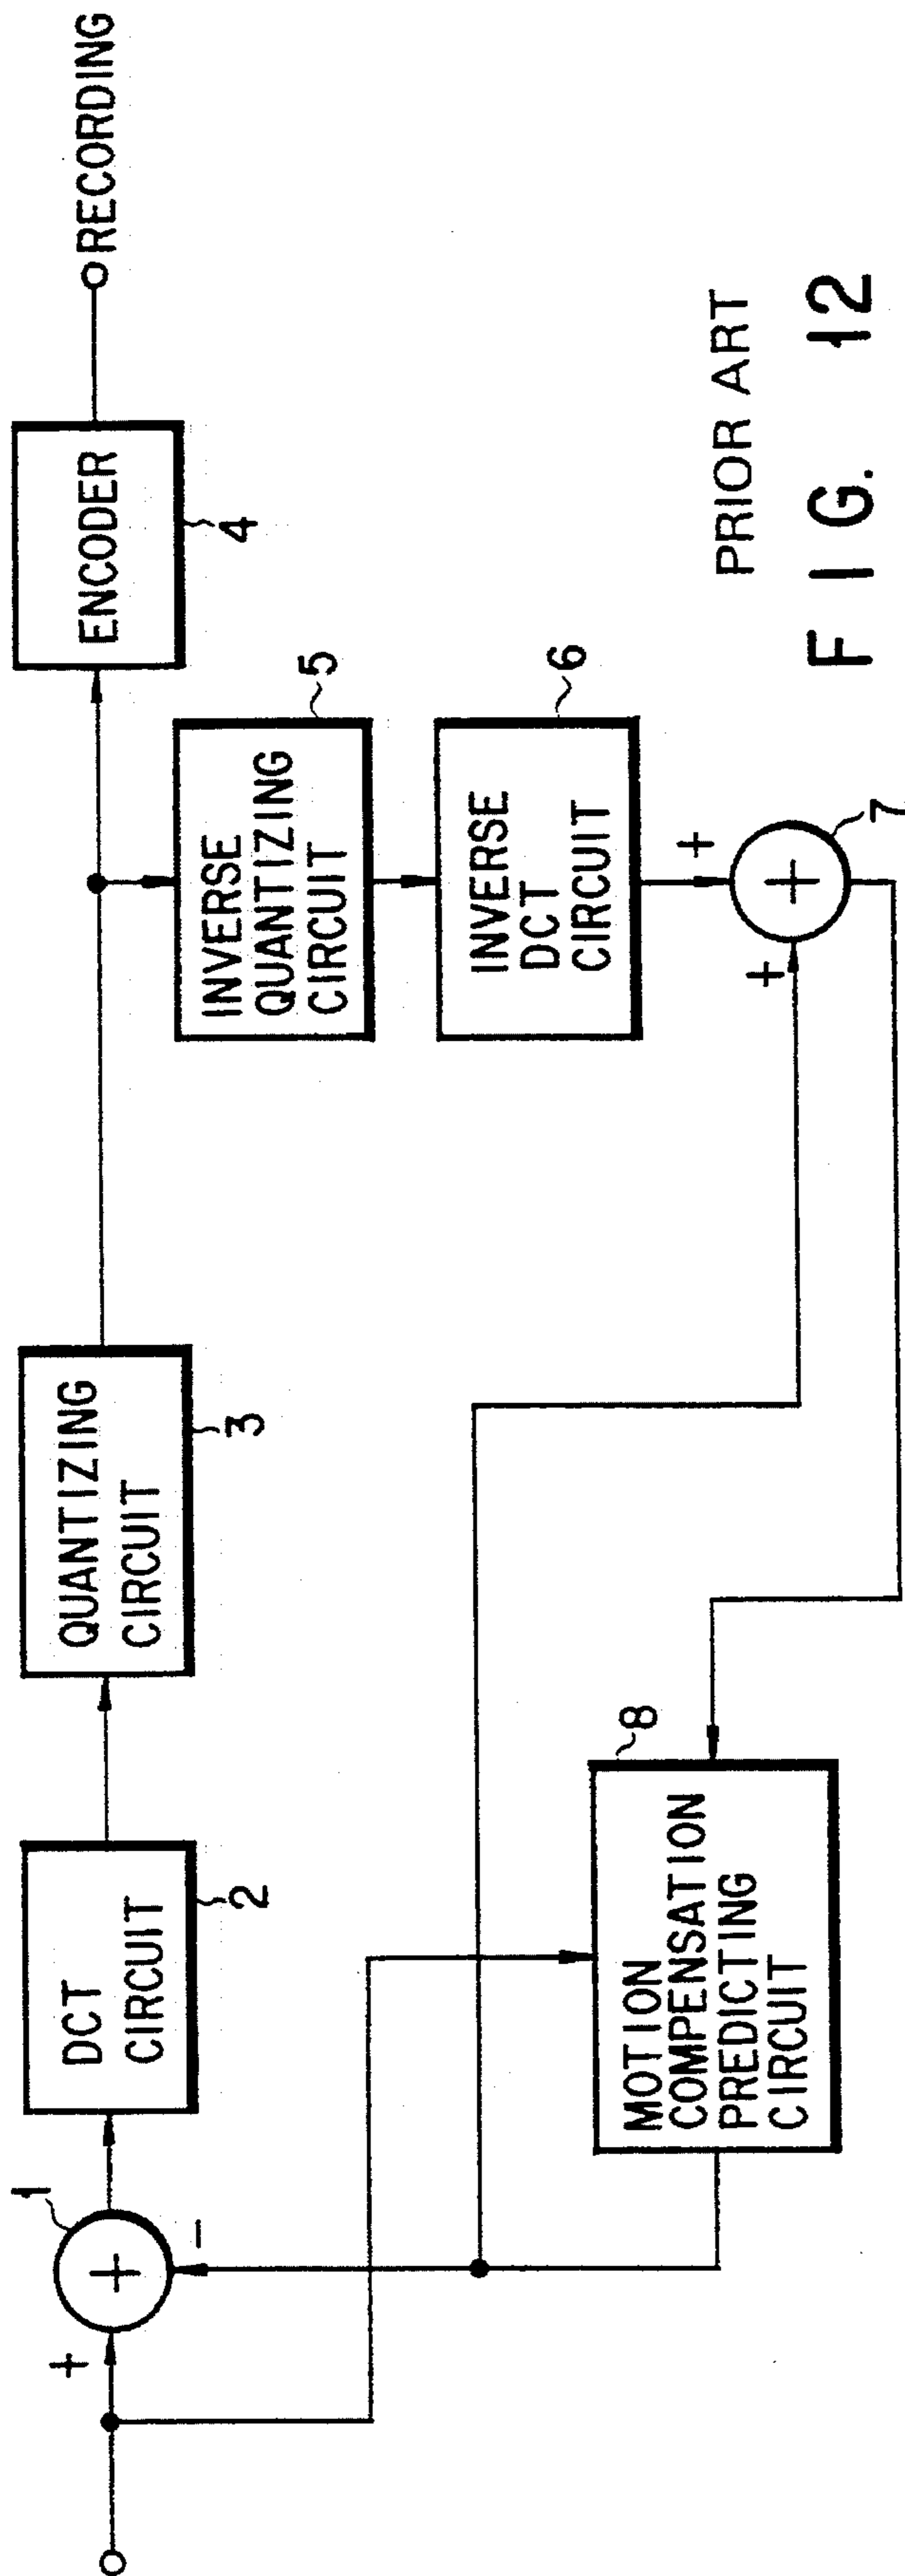 +
1
+
-
DCT
CIRCUIT
2
QUANTIZING
CIRCUIT
3
ENCODER
4
RECORDING
INVERSE
QUANTIZING
CIRCUIT
5
INVERSE
DCT
CIRCUIT
6
+
+
+
7
MOTION
COMPENSATION
PREDICTING
CIRCUIT
8
PRIOR ART
FIG. 12